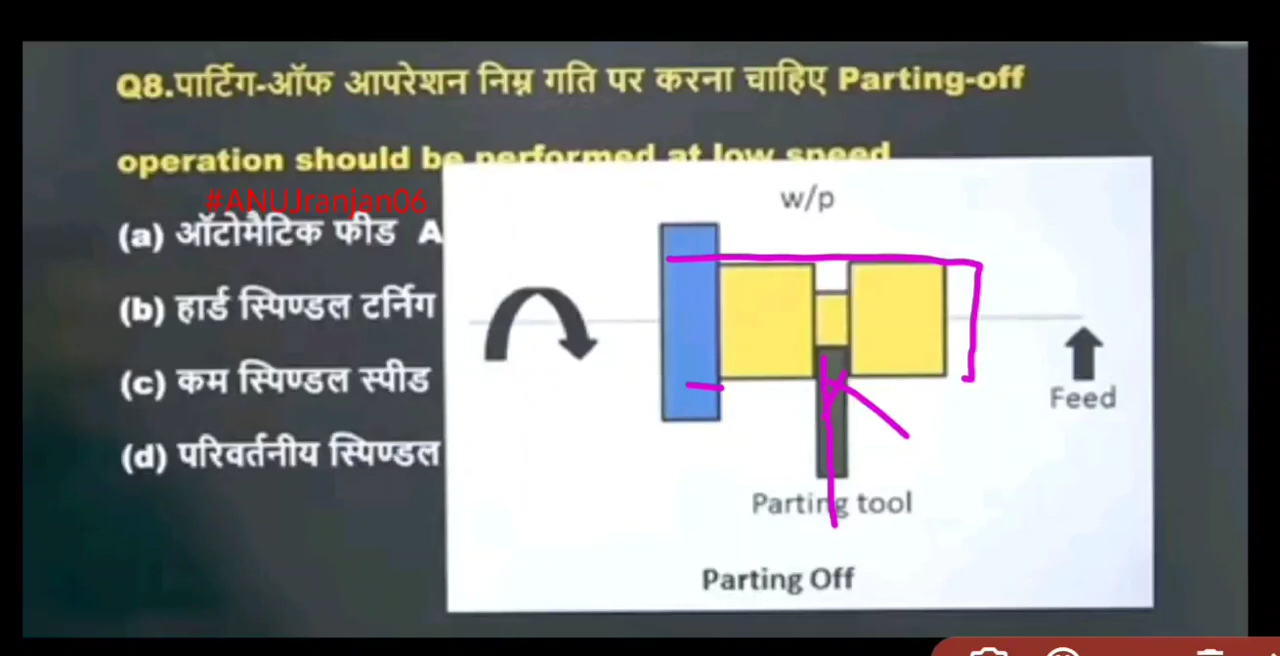 Q8.पार्टिग-ऑफ आपरेशन निम्न गति पर करना चाहिए Parting-off
operation should be performed at low speed
#ANUJranjan06
(a) ऑटोमैटिक फीड A
(b) हार्ड स्पिण्डल टर्निग
(c) कम स्पिण्डल स्पीड
(d) परिवर्तनीय स्पिण्डल
w/p
Feed
Parting tool
Parting Off